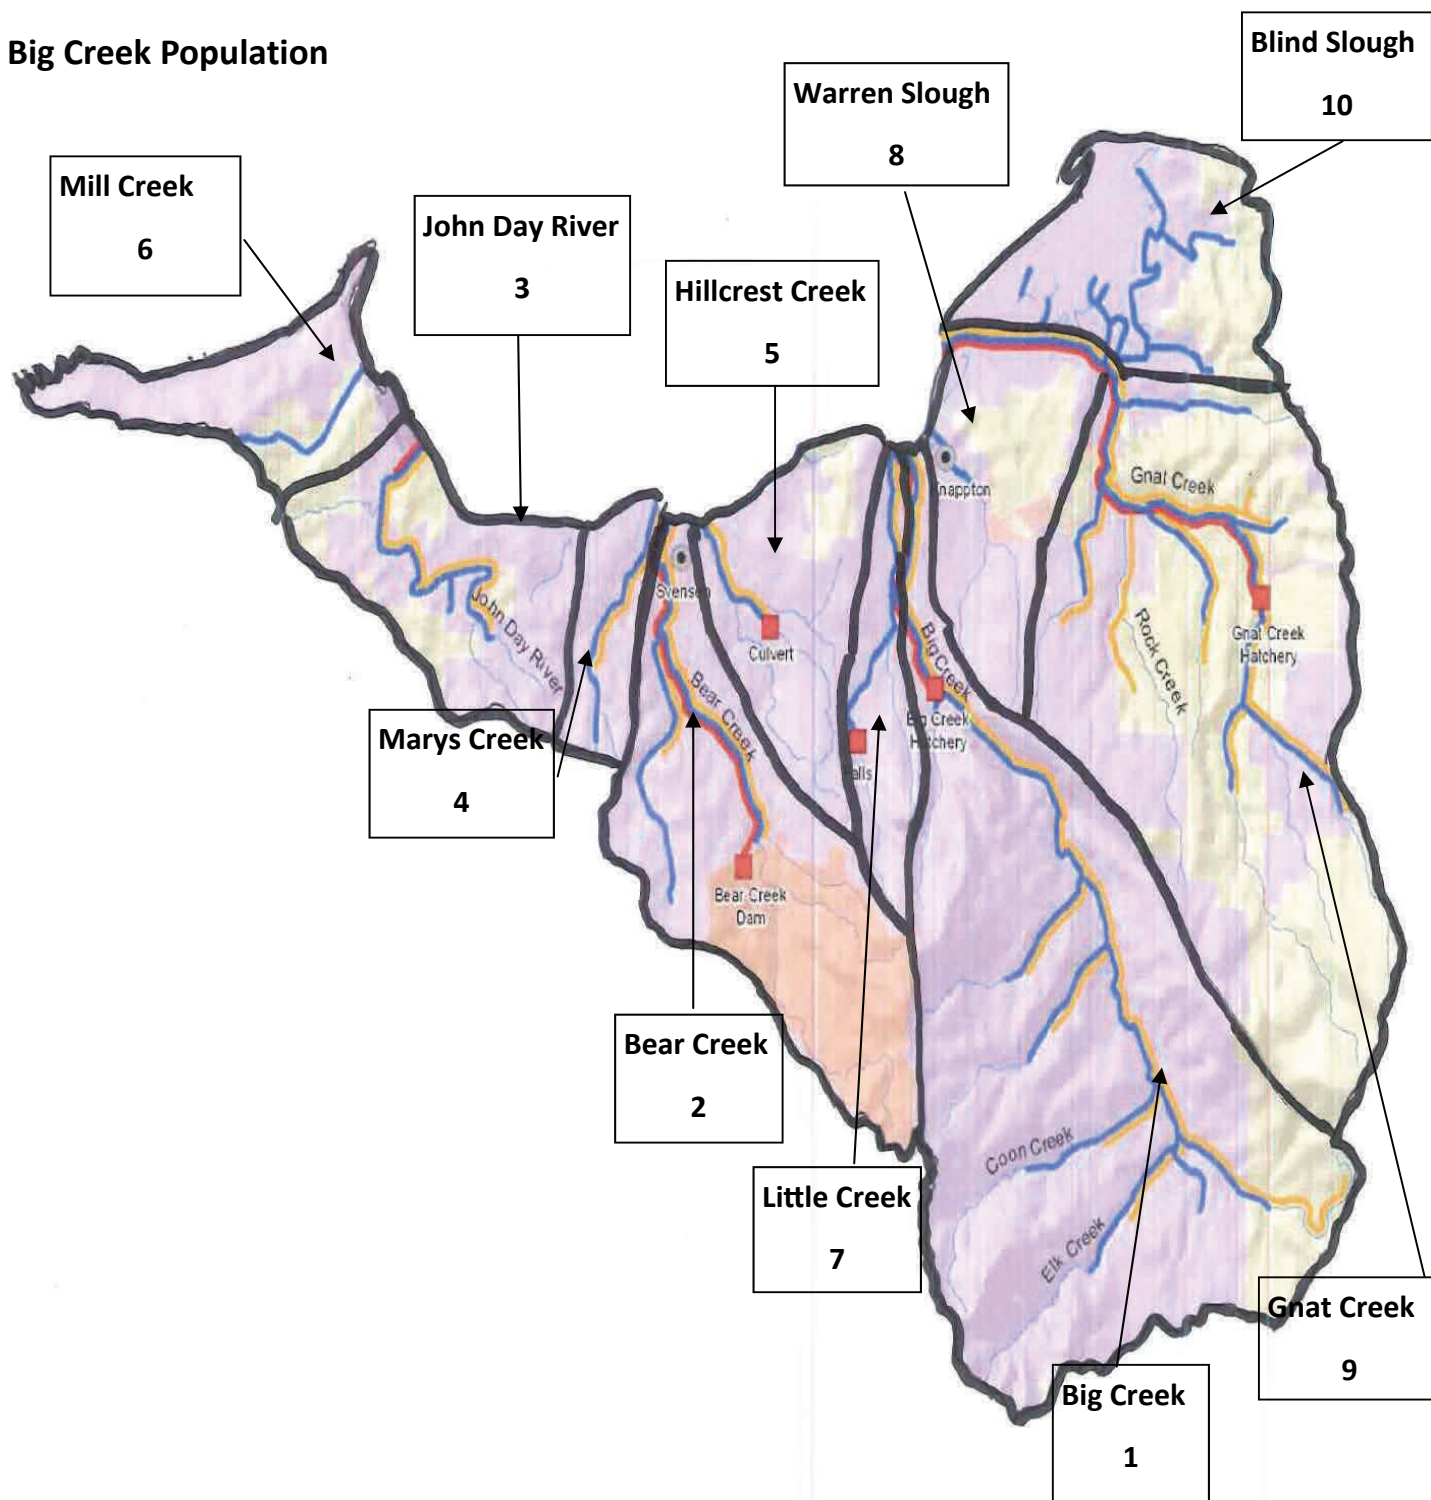 Big Creek Population
Blind Slough
10
Warren Slough
8
Mill Creek
6
John Day River
3
Hillcrest Creek
5
Knappton
Gnat Creek
Svensen
Culvert
John Day River
Bear Creek
Big Creek
Rock Creek
Gnat Creek
Hatchery
Marys Creek
4
Big Creek
Hatchery
Falls
Bear Creek
Dam
Bear Creek
2
Little Creek
7
Coon Creek
Elk Creek
Gnat Creek
9
Big Creek
1